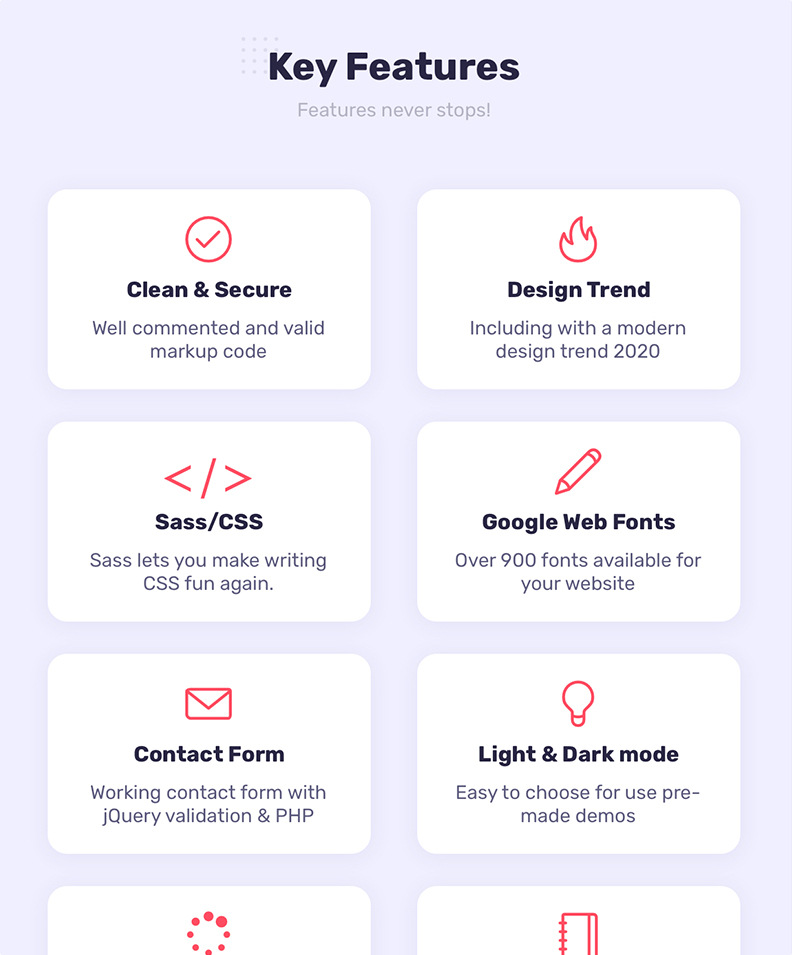 Key Features
Features never stops!
Clean & Secure
Well commented and valid
markup code
Design Trend
Including with a modern
design trend 2020
Sass/CSS
Sass lets you make writing
CSS fun again.
Google Web Fonts
Over 900 fonts available for
your website
Contact Form
Working contact form with
jQuery validation & PHP
Light & Dark mode
Easy to choose for use pre-
made demos